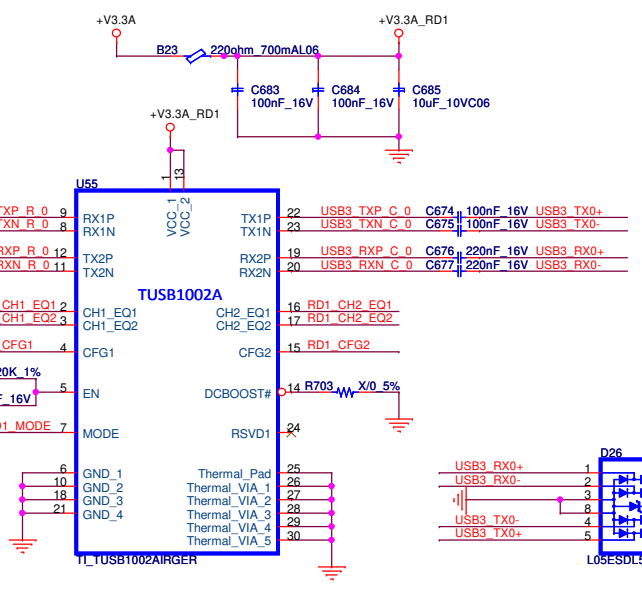 +V3.3A
+V3.3A_RD1
B23
220ohm_700mAL06
C683
100nF_16V
C684
100nF_16V
C685
10uF_10VC06
+V3.3A_RD1
1
13
U55
VCC_1
VCC_2
TXP_R_0 9 RX1P TX1P 22 USB3_TXP_C_0 C674 100nF_16V USB3_TX0+
TXN_R_0 8 RX1N TX1N 23 USB3_TXN_C_0 C675 100nF_16V USB3_TX0-
RXP_R_0 12 TX2P RX2P 19 USB3_RXP_C_0 C676 220nF_16V USB3_RX0+
RXN_R_0 11 TX2N RX2N 20 USB3_RXN_C_0 C677 220nF_16V USB3_RX0-
TUSB1002A
CH1_EQ1 2 CH1_EQ1 CH2_EQ1 16 RD1_CH2_EQ1
CH1_EQ2 3 CH1_EQ2 CH2_EQ2 17 RD1_CH2_EQ2
CFG1 4 CFG1 CFG2 15 RD1_CFG2
20K_1%
5 EN DCBOOST# 14 R703 X/0_5%
F_16V
01_MODE 7 MODE RSVD1 24
6 GND_1 Thermal_Pad 25
10 GND_2 Thermal_VIA_1 26
18 GND_3 Thermal_VIA_2 27
21 GND_4 Thermal_VIA_3 28
Thermal_VIA_4 29
Thermal_VIA_5 30
TI_TUSB1002AIRGER
D26
USB3_RX0+ 1
USB3_RX0- 2
3
8
USB3_TX0- 4
USB3_TX0+ 5
L05ESDL5